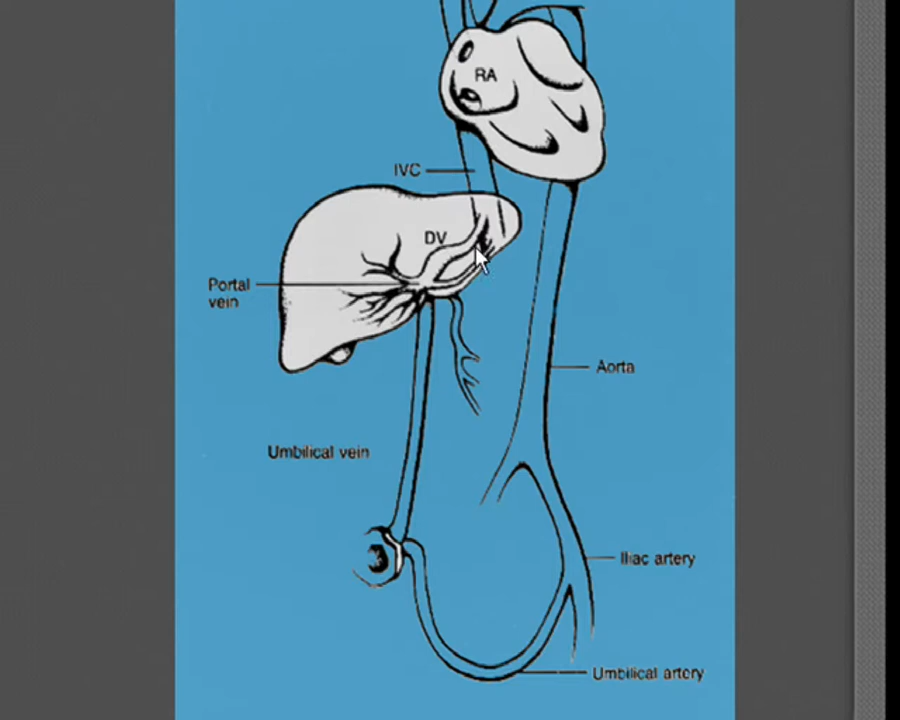 RA
IVC
DV
Portal
vein
Aorta
Umbilical vein
Iliac artery
Umbilical artery